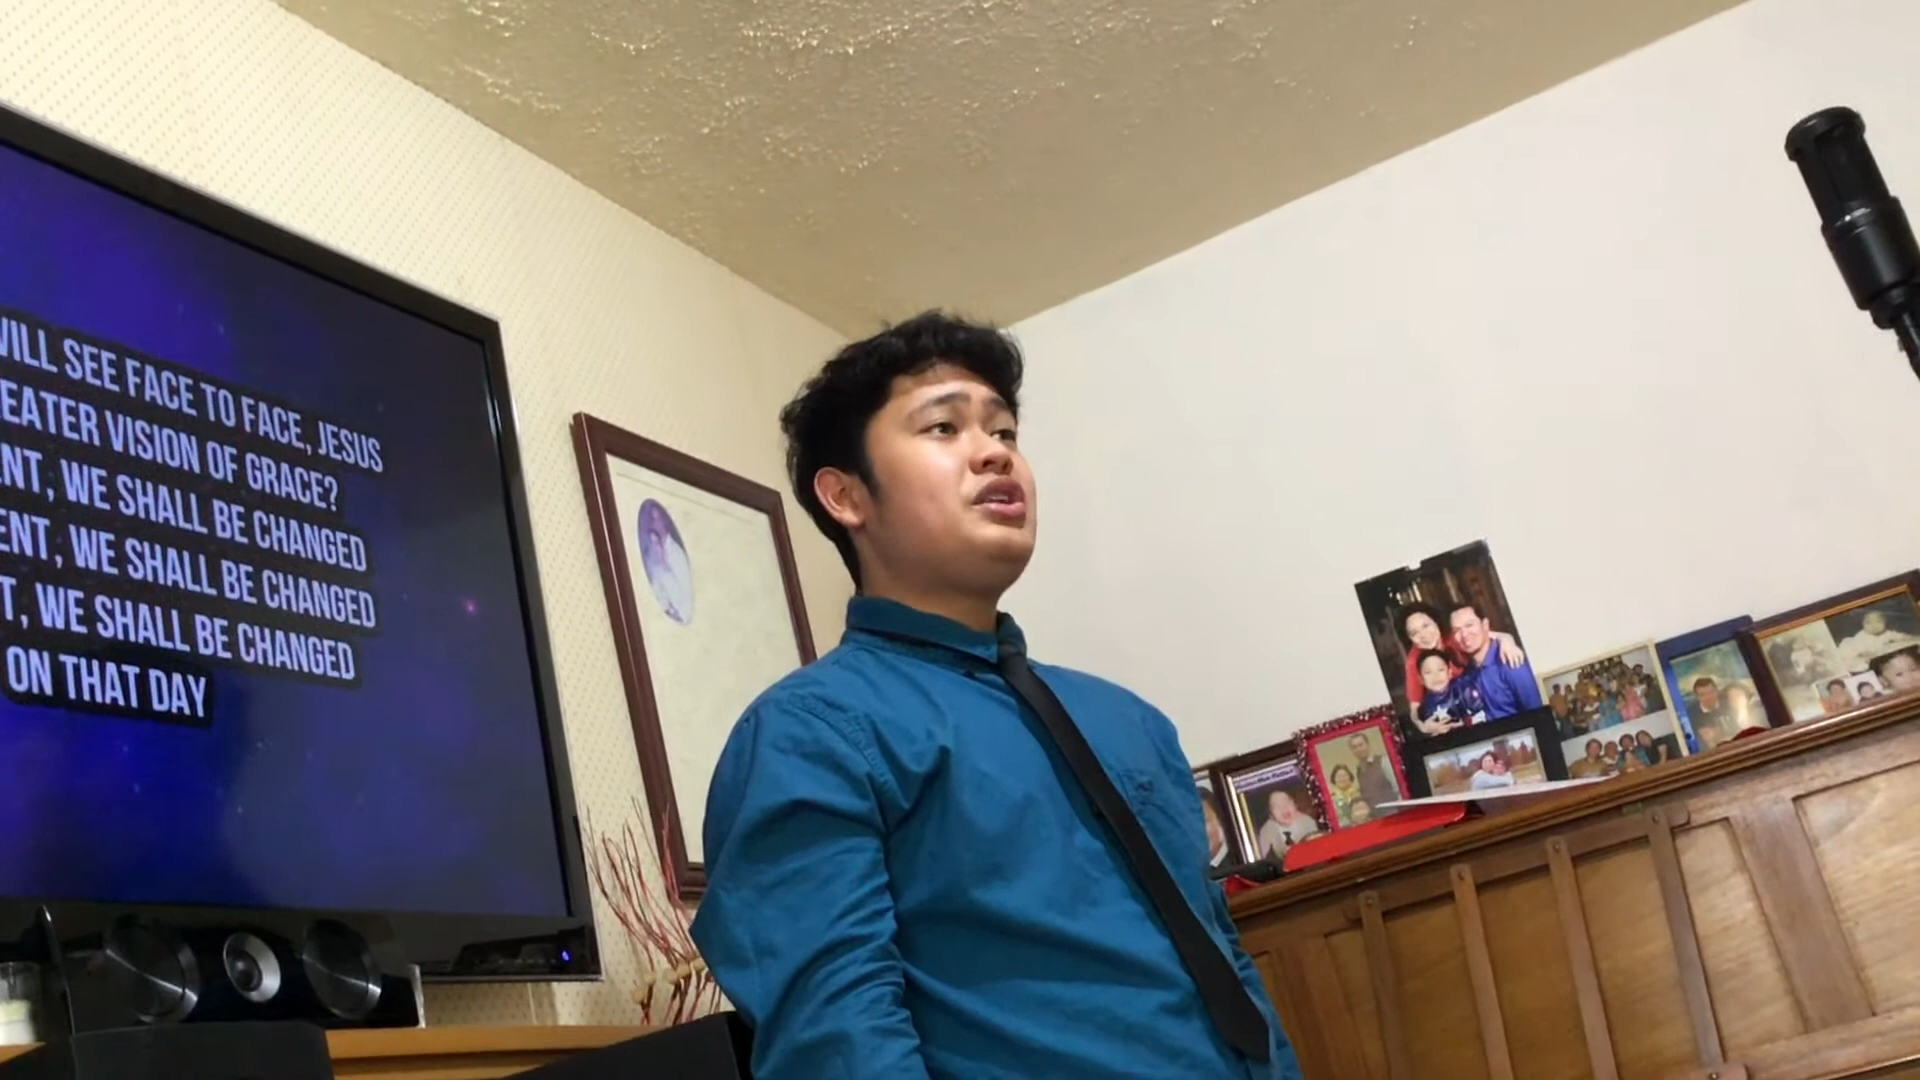 WILL SEE FACE TO FACE, JESUS
EATER VISION OF GRACE?
ENT, WE SHALL BE CHANGED
ENT, WE SHALL BE CHANGED
T, WE SHALL BE CHANGED
ON THAT DAY